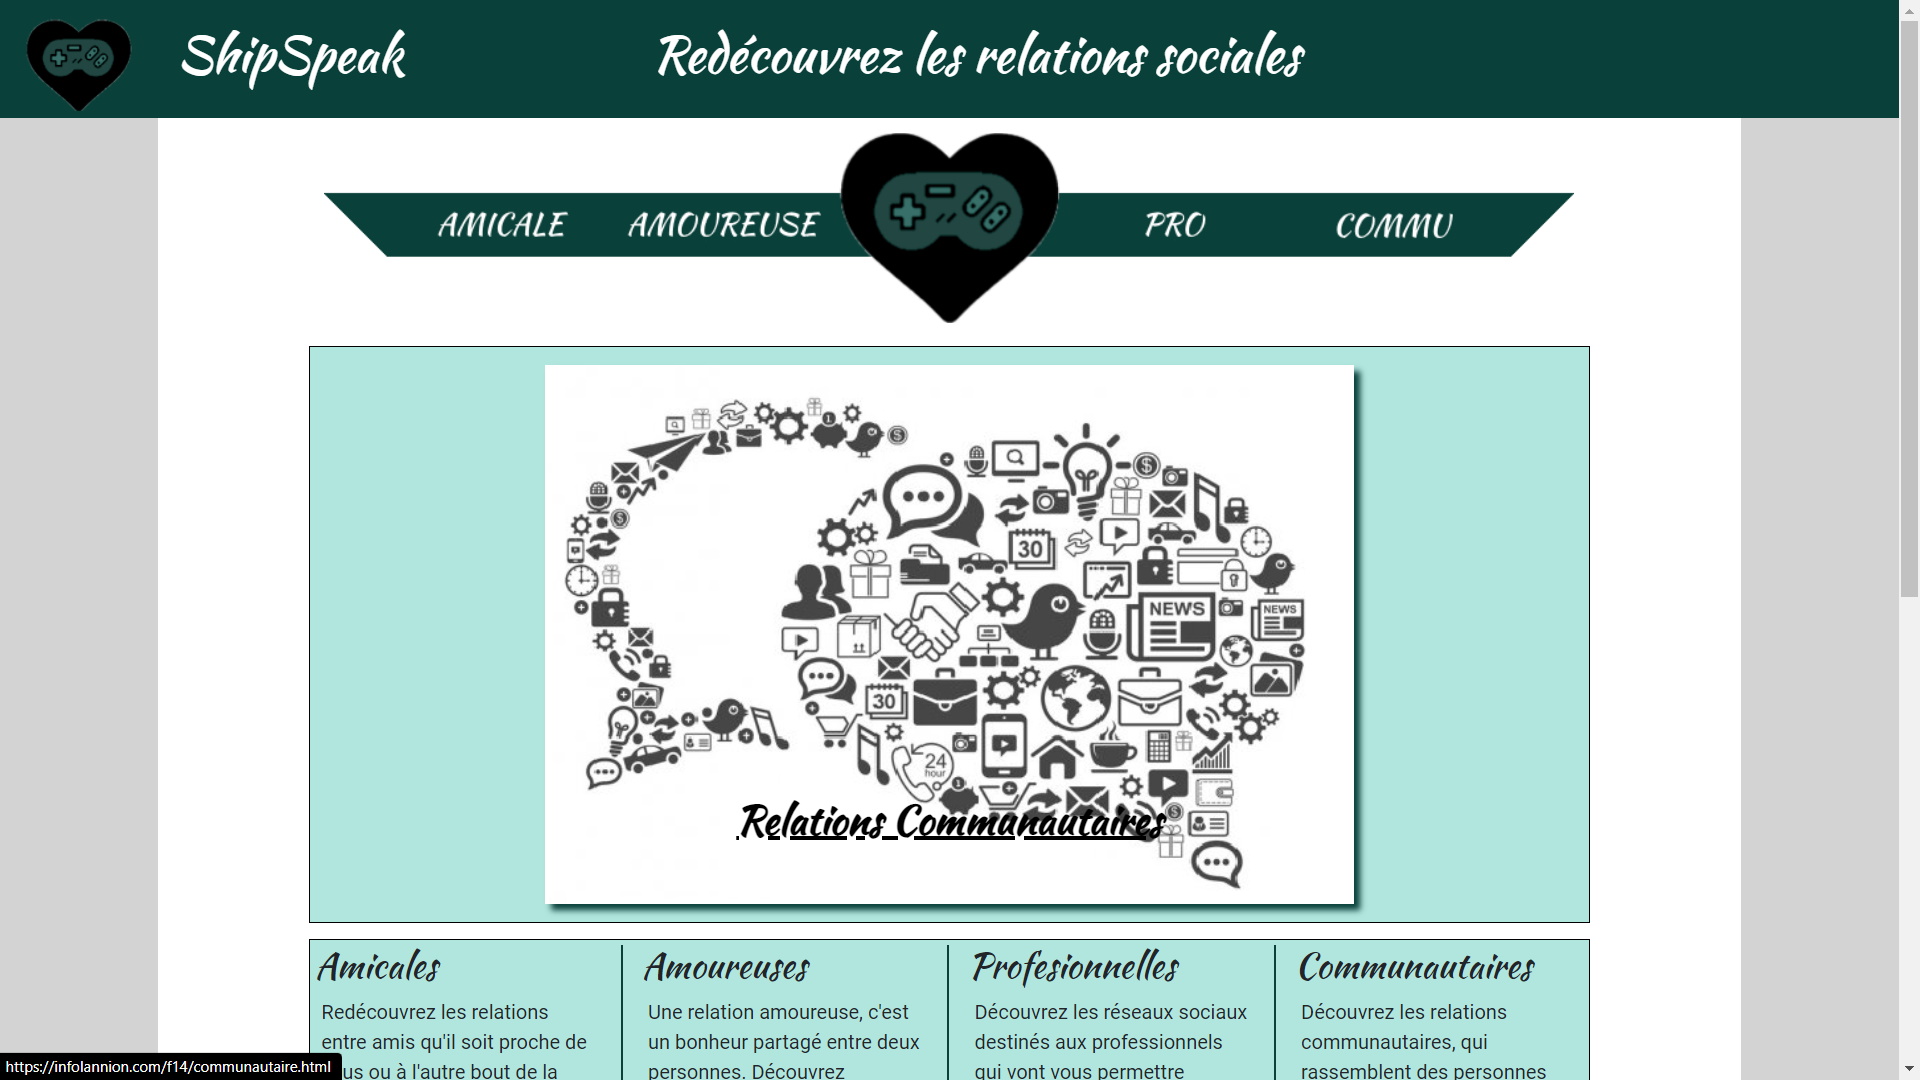 ShipSpeak
Redécouvrez les relations sociales
AMICALE
AMOUREUSE
PRO
COMMU
30
NEWS
NEWS
30
24
hour
Relations Communautaires
Amicales
Redécouvrez les relations
entre amis qu'il soit proche de
us ou à l'autre bout de la
Amoureuses
Une relation amoureuse, c'est
un bonheur partagé entre deux
personnes. Découvrez
Profesionnelles
Découvrez les réseaux sociaux
destinés aux professionnels
qui vont vous permettre
Communautaires
Découvrez les relations
communautaires, qui
rassemblent des personnes
https://infolannion.com/f14/communautaire.html